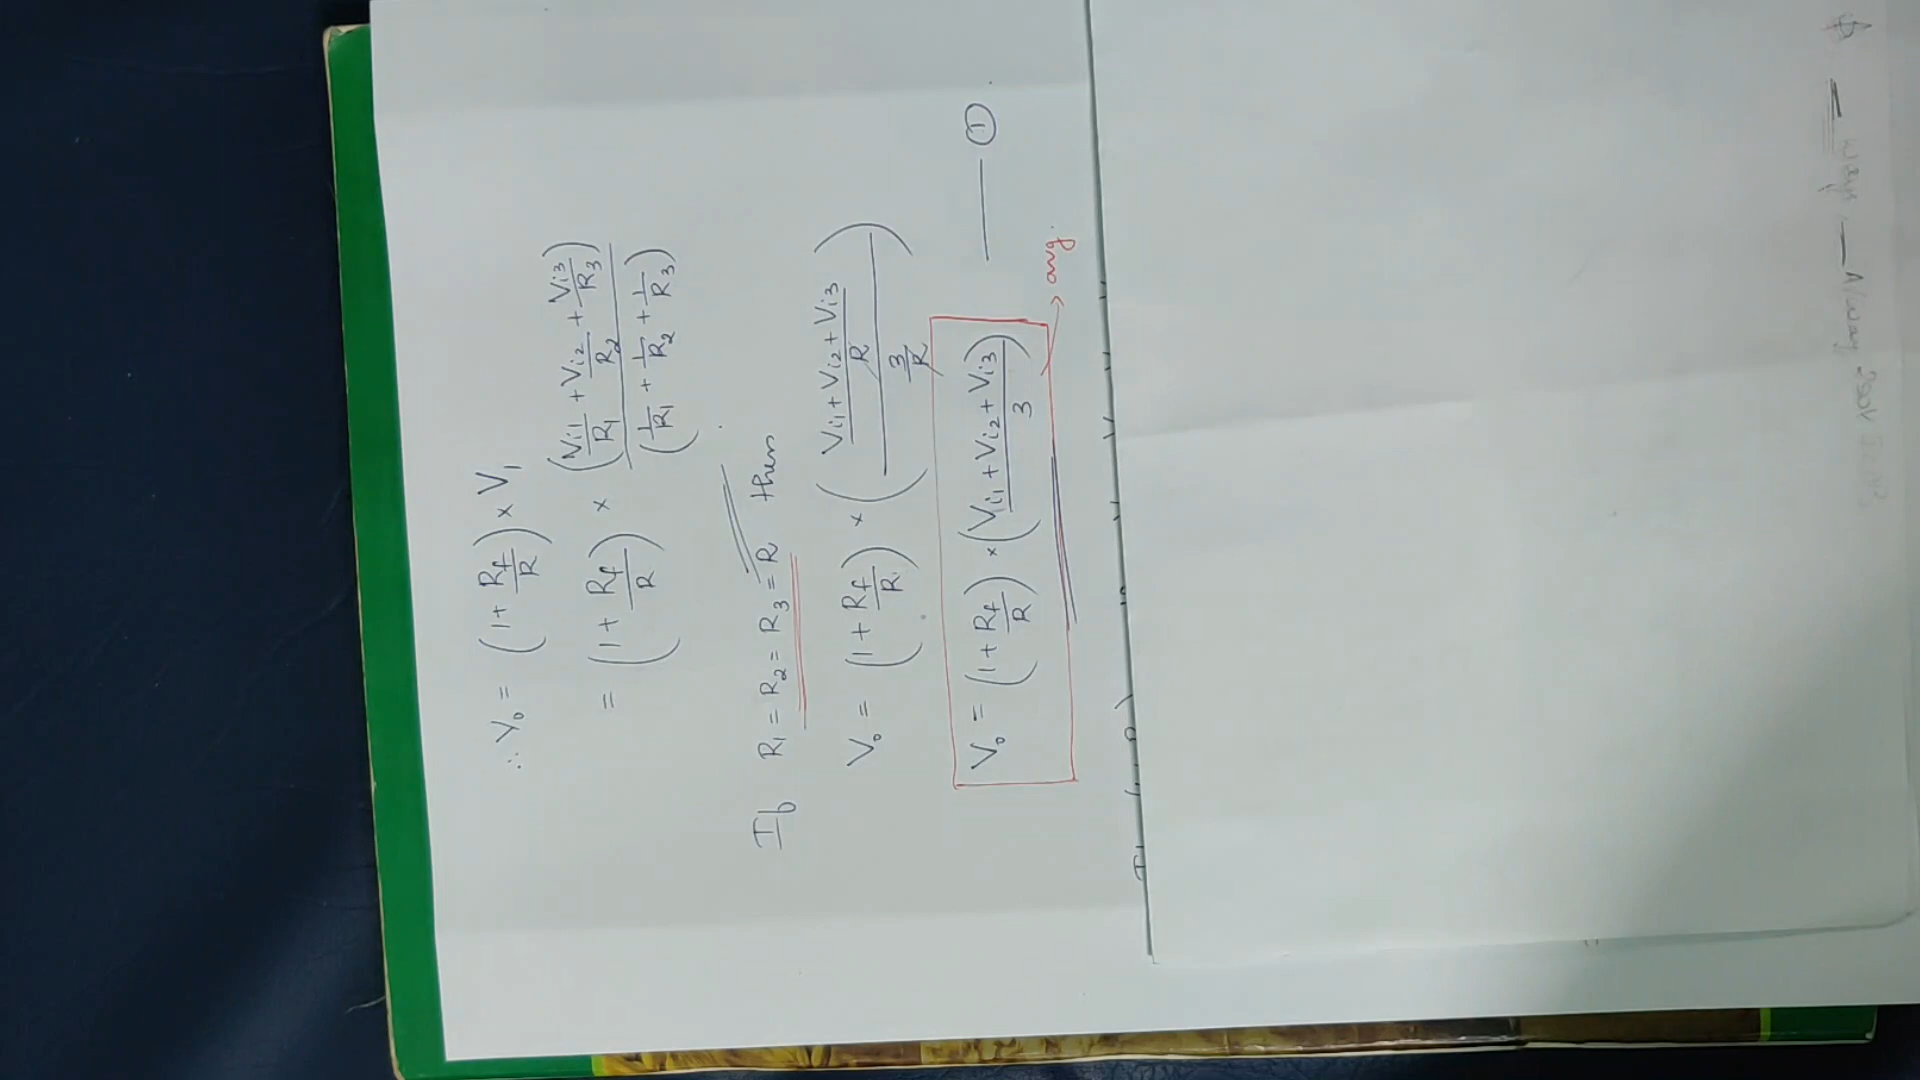 ∴ V₀ = (1 + Rf/R) × V₁
= (1 + Rf/R) × (Vi1/R1 + Vi2/R2 + Vi3/R3) / (1/R1 + 1/R2 + 1/R3)
If R1 = R2 = R3 = R then
V₀ = (1 + Rf/R) × ((Vi1 + Vi2 + Vi3)/R / 3/R)
V₀ = (1 + Rf/R) × (Vi1 + Vi2 + Vi3)/3 —— ①
→ avg.